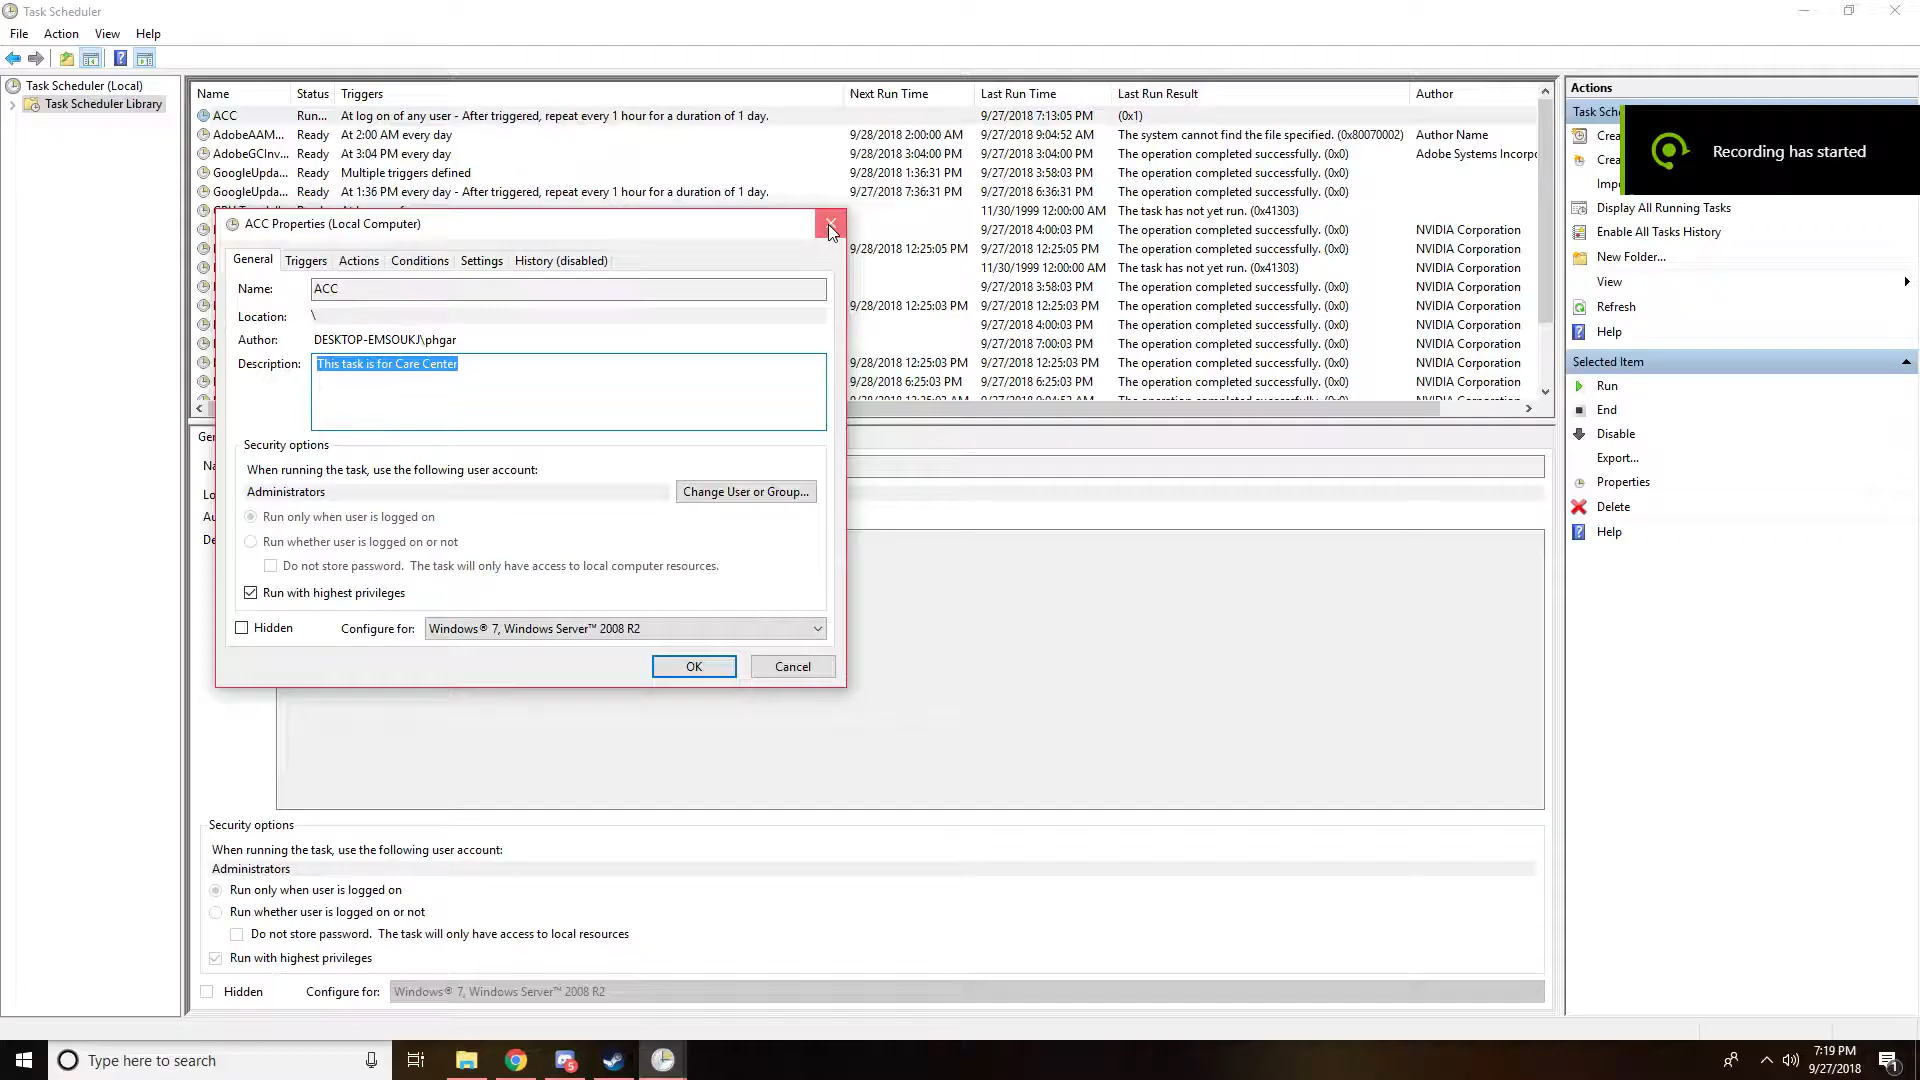 Task Scheduler
File Action View Help
Task Scheduler (Local)
Task Scheduler Library
Name Status Triggers Next Run Time Last Run Time Last Run Result Author
ACC Run... At log on of any user - After triggered, repeat every 1 hour for a duration of 1 day. 9/27/2018 7:13:05 PM (0x1)
AdobeAAM... Ready At 2:00 AM every day 9/28/2018 2:00:00 AM 9/27/2018 9:04:52 AM The system cannot find the file specified. (0x80070002) Author Name
AdobeGCInv... Ready At 3:04 PM every day 9/28/2018 3:04:00 PM 9/27/2018 3:04:00 PM The operation completed successfully. (0x0) Adobe Systems Incorpo
GoogleUpda... Ready Multiple triggers defined 9/28/2018 1:36:31 PM 9/27/2018 3:58:03 PM The operation completed successfully. (0x0)
GoogleUpda... Ready At 1:36 PM every day - After triggered, repeat every 1 hour for a duration of 1 day. 9/27/2018 7:36:31 PM 9/27/2018 6:36:31 PM The operation completed successfully. (0x0)
11/30/1999 12:00:00 AM The task has not yet run. (0x41303)
9/27/2018 4:00:03 PM The operation completed successfully. (0x0) NVIDIA Corporation
9/28/2018 12:25:05 PM 9/27/2018 12:25:05 PM The operation completed successfully. (0x0) NVIDIA Corporation
11/30/1999 12:00:00 AM The task has not yet run. (0x41303) NVIDIA Corporation
9/27/2018 3:58:03 PM The operation completed successfully. (0x0) NVIDIA Corporation
9/28/2018 12:25:03 PM 9/27/2018 12:25:03 PM The operation completed successfully. (0x0) NVIDIA Corporation
9/27/2018 4:00:03 PM The operation completed successfully. (0x0) NVIDIA Corporation
9/27/2018 7:00:03 PM The operation completed successfully. (0x0) NVIDIA Corporation
9/28/2018 12:25:03 PM 9/27/2018 12:25:03 PM The operation completed successfully. (0x0) NVIDIA Corporation
9/28/2018 6:25:03 PM 9/27/2018 6:25:03 PM The operation completed successfully. (0x0) NVIDIA Corporation
ACC Properties (Local Computer)
General Triggers Actions Conditions Settings History (disabled)
Name: ACC
Location: \
Author: DESKTOP-EMSOUKJ\phgar
Description: This task is for Care Center
Security options
When running the task, use the following user account:
Administrators Change User or Group...
Run only when user is logged on
Run whether user is logged on or not
Do not store password. The task will only have access to local computer resources.
Run with highest privileges
Hidden Configure for: Windows® 7, Windows Server™ 2008 R2
OK Cancel
Security options
When running the task, use the following user account:
Administrators
Run only when user is logged on
Run whether user is logged on or not
Do not store password. The task will only have access to local resources
Run with highest privileges
Hidden Configure for: Windows® 7, Windows Server™ 2008 R2
Actions
Task Sch
Crea
Crea
Imp
Display All Running Tasks
Enable All Tasks History
New Folder...
View
Refresh
Help
Selected Item
Run
End
Disable
Export...
Properties
Delete
Help
Recording has started
Type here to search
5
7:19 PM
9/27/2018
1